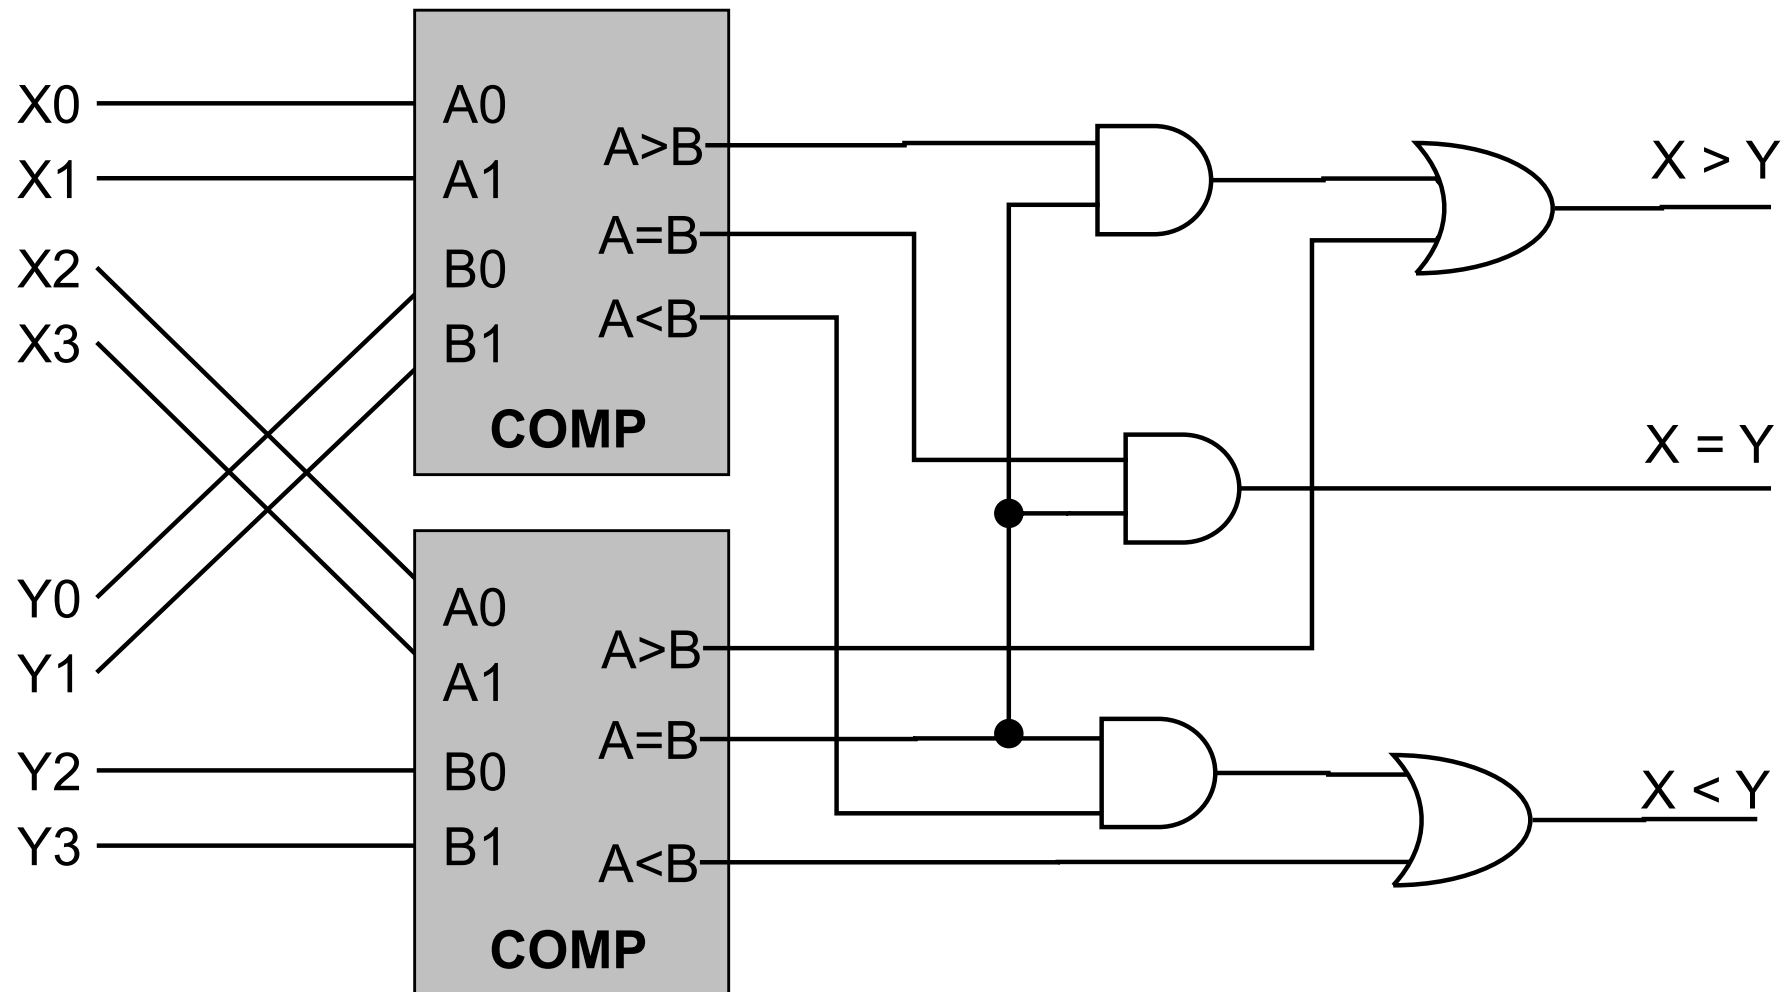 X0
X1
X2
X3
Y0
Y1
Y2
Y3
A0
A1
B0
B1
A>B
A=B
A<B
COMP
A0
A1
B0
B1
A>B
A=B
A<B
COMP
X > Y
X = Y
X < Y